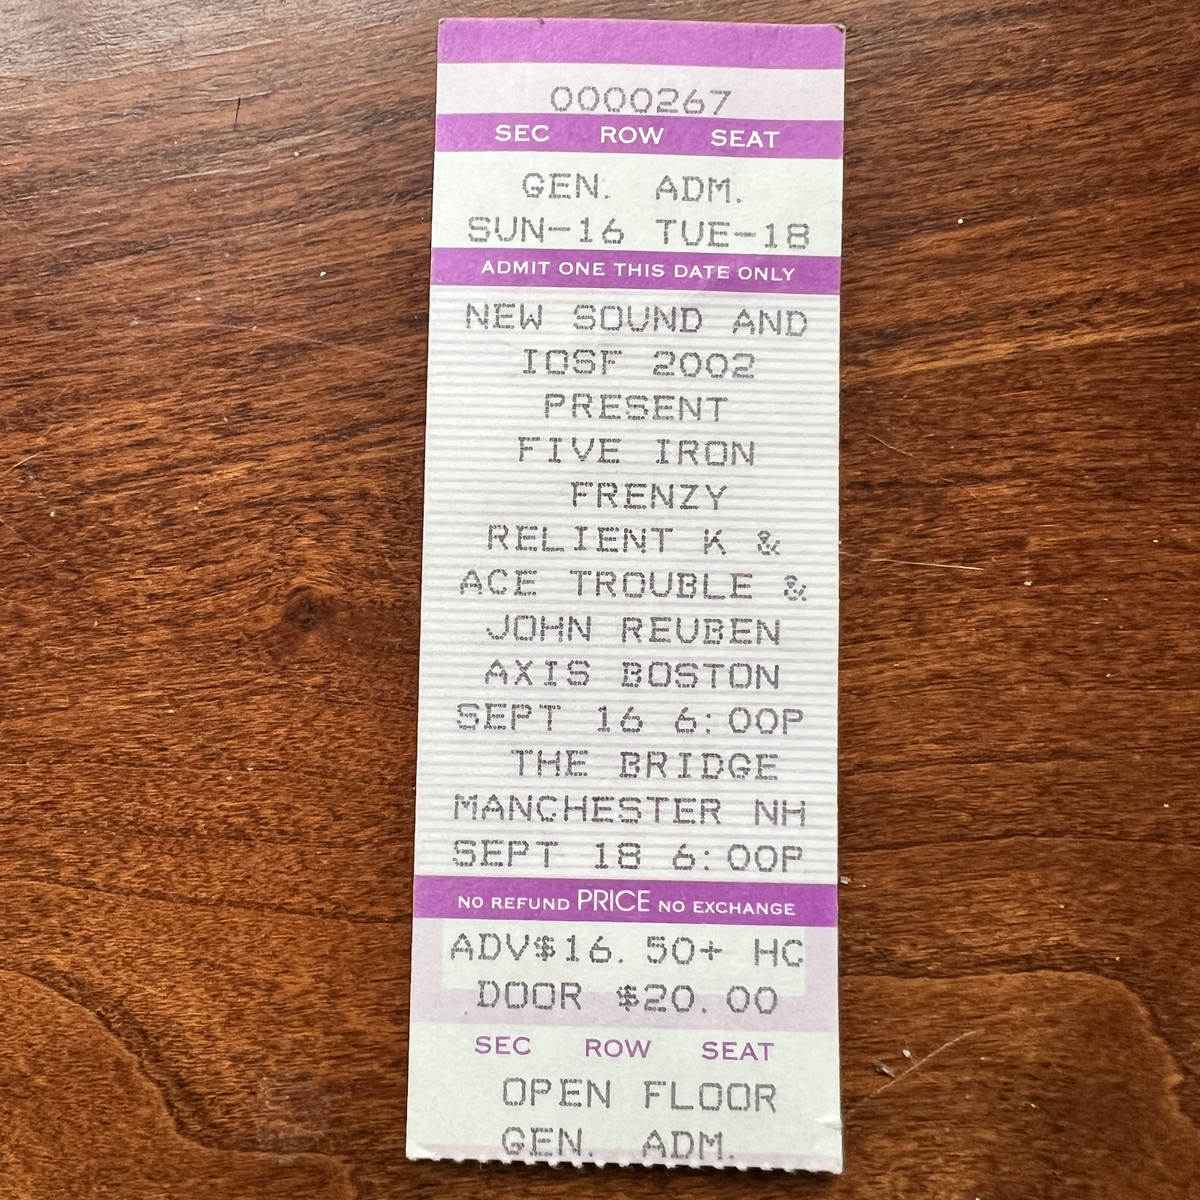 0000267
SEC ROW SEAT
GEN. ADM.
SUN-16 TUE-18
ADMIT ONE THIS DATE ONLY
NEW SOUND AND
IOSF 2002
PRESENT
FIVE IRON
FRENZY
RELIENT K &
ACE TROUBLE &
JOHN REUBEN
AXIS BOSTON
SEPT 16 6:00P
THE BRIDGE
MANCHESTER NH
SEPT 18 6:00P
NO REFUND PRICE NO EXCHANGE
ADV$16.50+ HC
DOOR $20.00
SEC ROW SEAT
OPEN FLOOR
GEN. ADM.